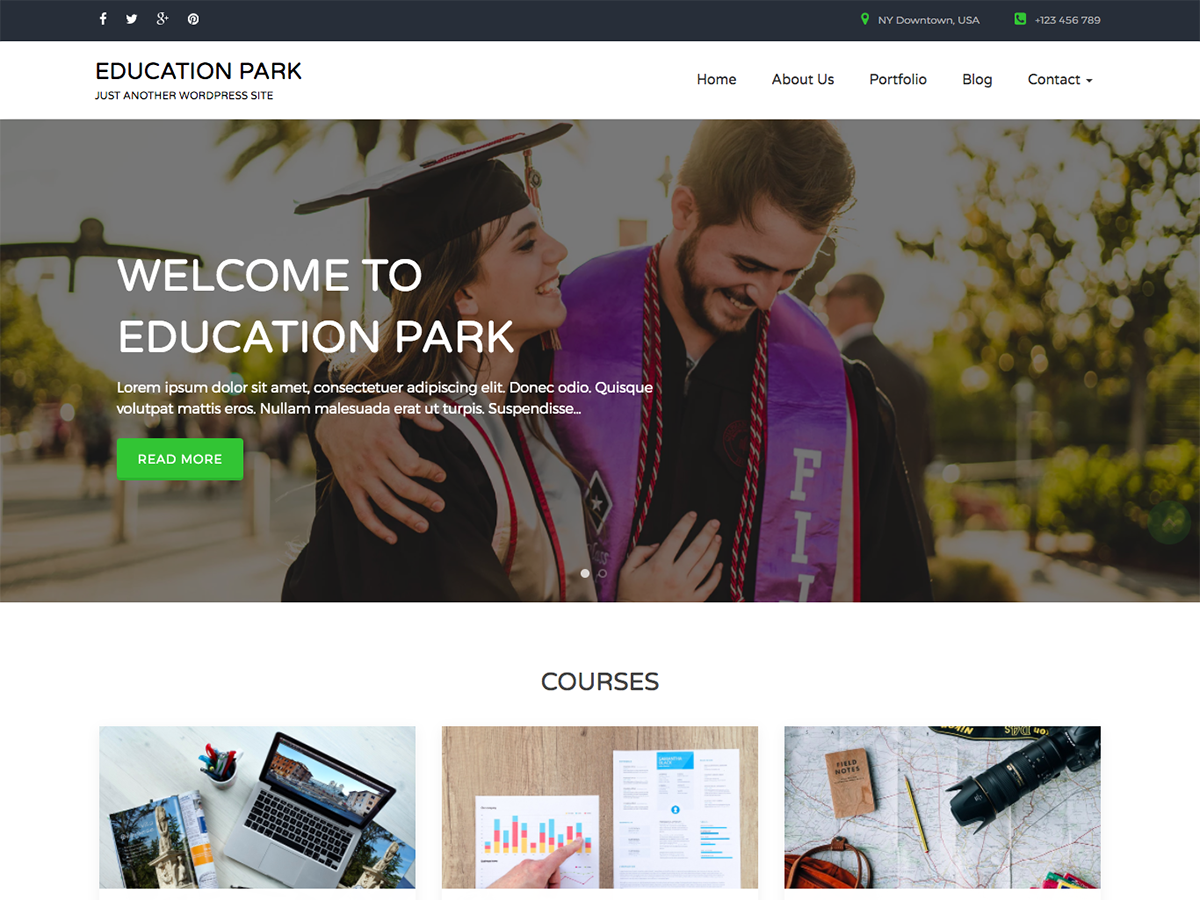 NY Downtown, USA
+123 456 789
EDUCATION PARK
JUST ANOTHER WORDPRESS SITE
Home
About Us
Portfolio
Blog
Contact
WELCOME TO
EDUCATION PARK
Lorem ipsum dolor sit amet, consectetuer adipiscing elit. Donec odio. Quisque
volutpat mattis eros. Nullam malesuada erat ut turpis. Suspendisse...
READ MORE
COURSES
FIELD
NOTES
Nikon